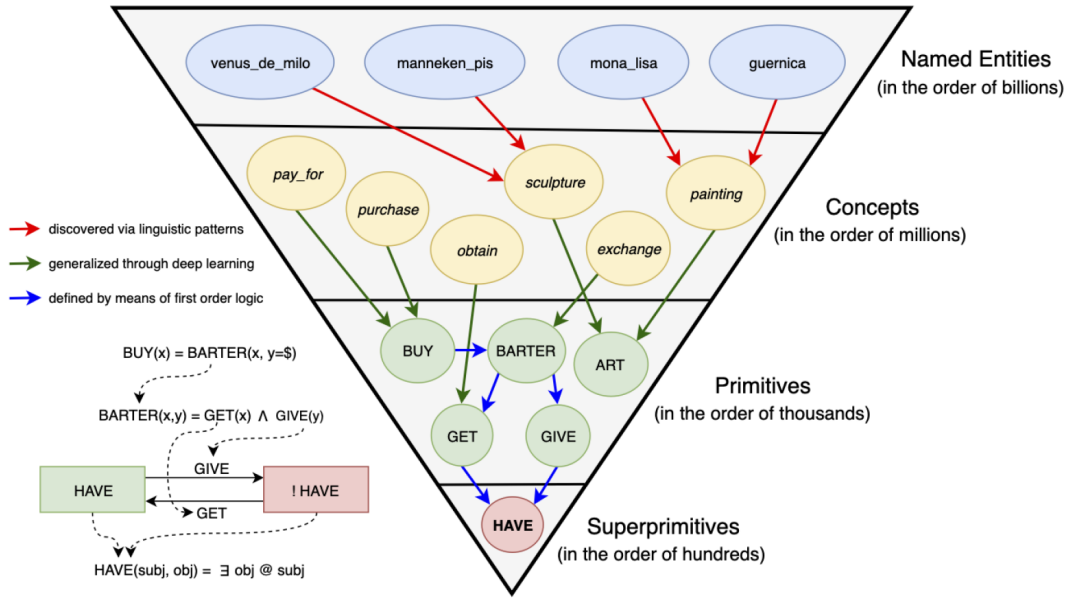 venus_de_milo
manneken_pis
mona_lisa
guernica
Named Entities
(in the order of billions)
pay_for
purchase
obtain
sculpture
exchange
painting
Concepts
(in the order of millions)
discovered via linguistic patterns
generalized through deep learning
defined by means of first order logic
BUY
BARTER
ART
GET
GIVE
Primitives
(in the order of thousands)
HAVE
Superprimitives
(in the order of hundreds)
BUY(x) = BARTER(x, y=$)
BARTER(x,y) = GET(x) ∧ GIVE(y)
GIVE
HAVE
! HAVE
GET
HAVE(subj, obj) = ∃ obj @ subj